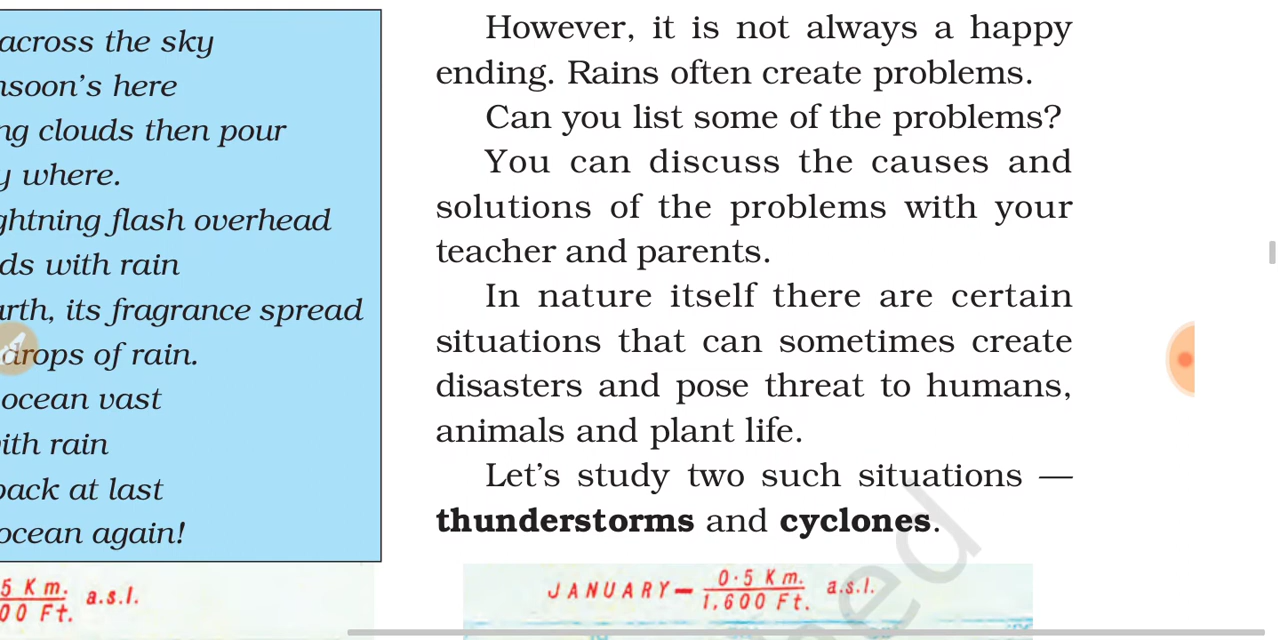 across the sky
nsoon's here
ng clouds then pour
y where.
ghtning flash overhead
ds with rain
arth, its fragrance spread
drops of rain.
ocean vast
ith rain
back at last
ocean again!
5 Km.
00 Ft. a.s.l.
However, it is not always a happy
ending. Rains often create problems.
Can you list some of the problems?
You can discuss the causes and
solutions of the problems with your
teacher and parents.
In nature itself there are certain
situations that can sometimes create
disasters and pose threat to humans,
animals and plant life.
Let's study two such situations —
thunderstorms and cyclones.
JANUARY— 0·5 Km.
1,600 Ft. a.s.l.